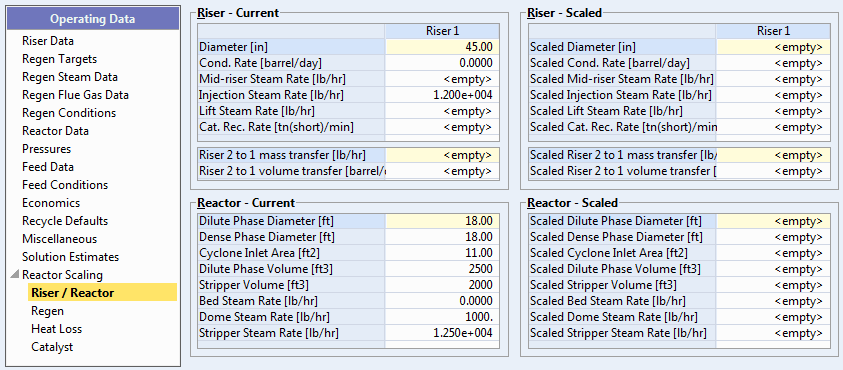 Operating Data
Riser Data
Regen Targets
Regen Steam Data
Regen Flue Gas Data
Regen Conditions
Reactor Data
Pressures
Feed Data
Feed Conditions
Economics
Recycle Defaults
Miscellaneous
Solution Estimates
Reactor Scaling
Riser / Reactor
Regen
Heat Loss
Catalyst
Riser - Current
Riser 1
Diameter [in] 45.00
Cond. Rate [barrel/day] 0.0000
Mid-riser Steam Rate [lb/hr] <empty>
Injection Steam Rate [lb/hr] 1.200e+004
Lift Steam Rate [lb/hr] <empty>
Cat. Rec. Rate [tn(short)/min] <empty>
Riser 2 to 1 mass transfer [lb/hr] <empty>
Riser 2 to 1 volume transfer [barrel/ <empty>
Riser - Scaled
Riser 1
Scaled Diameter [in] <empty>
Scaled Cond. Rate [barrel/day] <empty>
Scaled Mid-riser Steam Rate [lb/hr] <empty>
Scaled Injection Steam Rate [lb/hr] <empty>
Scaled Lift Steam Rate [lb/hr] <empty>
Scaled Cat. Rec. Rate [tn(short)/min <empty>
Scaled Riser 2 to 1 mass transfer [lb/ <empty>
Scaled Riser 2 to 1 volume transfer [ <empty>
Reactor - Current
Dilute Phase Diameter [ft] 18.00
Dense Phase Diameter [ft] 18.00
Cyclone Inlet Area [ft2] 11.00
Dilute Phase Volume [ft3] 2500
Stripper Volume [ft3] 2000
Bed Steam Rate [lb/hr] 0.0000
Dome Steam Rate [lb/hr] 1000.
Stripper Steam Rate [lb/hr] 1.250e+004
Reactor - Scaled
Scaled Dilute Phase Diameter [ft] <empty>
Scaled Dense Phase Diameter [ft] <empty>
Scaled Cyclone Inlet Area [ft2] <empty>
Scaled Dilute Phase Volume [ft3] <empty>
Scaled Stripper Volume [ft3] <empty>
Scaled Bed Steam Rate [lb/hr] <empty>
Scaled Dome Steam Rate [lb/hr] <empty>
Scaled Stripper Steam Rate [lb/hr] <empty>